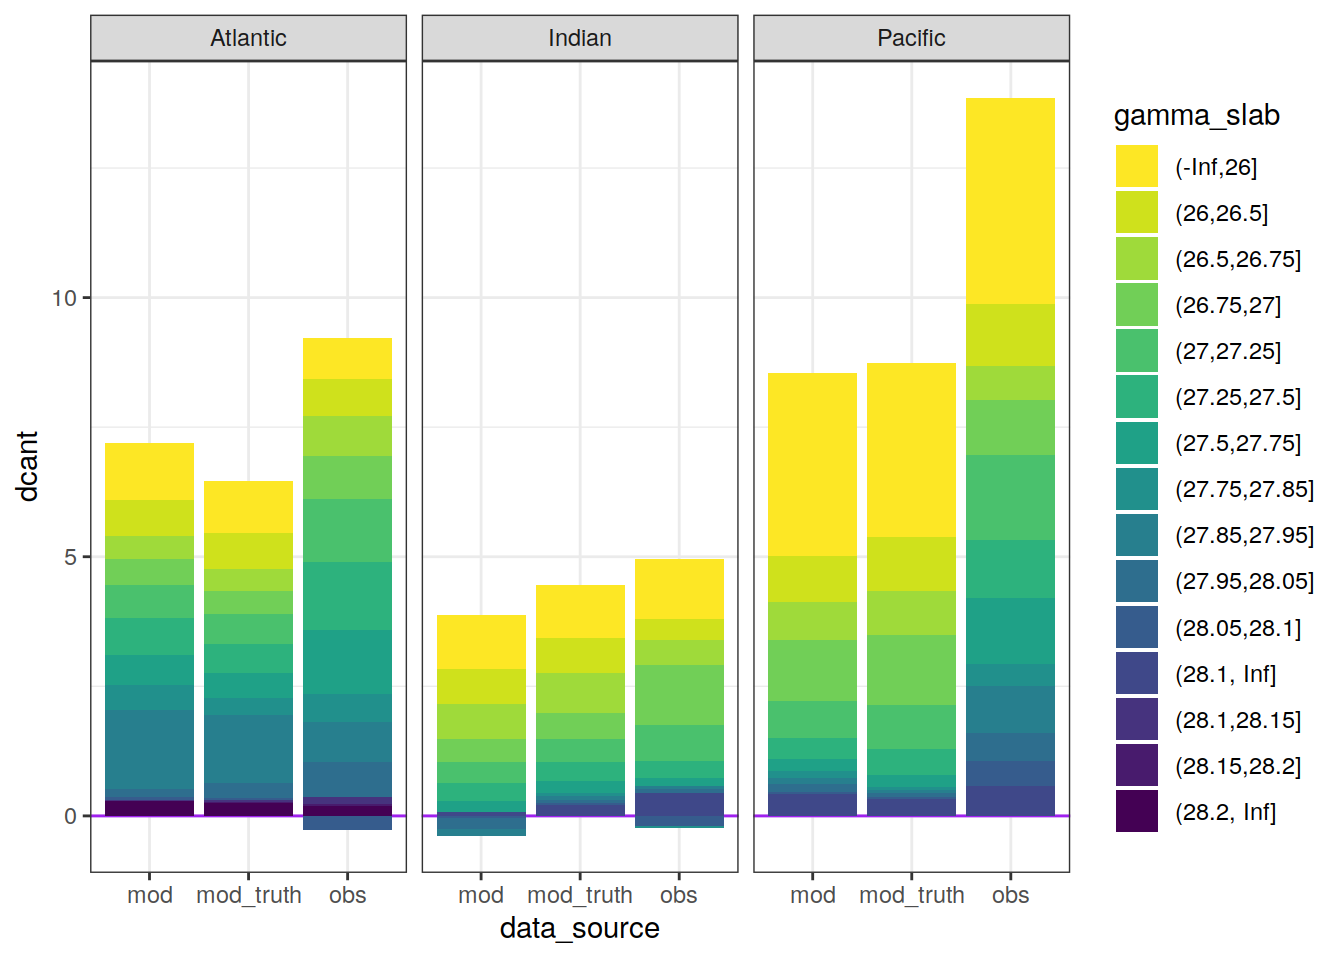 Atlantic Indian Pacific
gamma_slab
(-Inf,26]
(26,26.5]
(26.5,26.75]
(26.75,27]
(27,27.25]
(27.25,27.5]
(27.5,27.75]
(27.75,27.85]
(27.85,27.95]
(27.95,28.05]
(28.05,28.1]
(28.1, Inf]
(28.1,28.15]
(28.15,28.2]
(28.2, Inf]
dcant
10
5
0
mod mod_truth obs mod mod_truth obs mod mod_truth obs
data_source